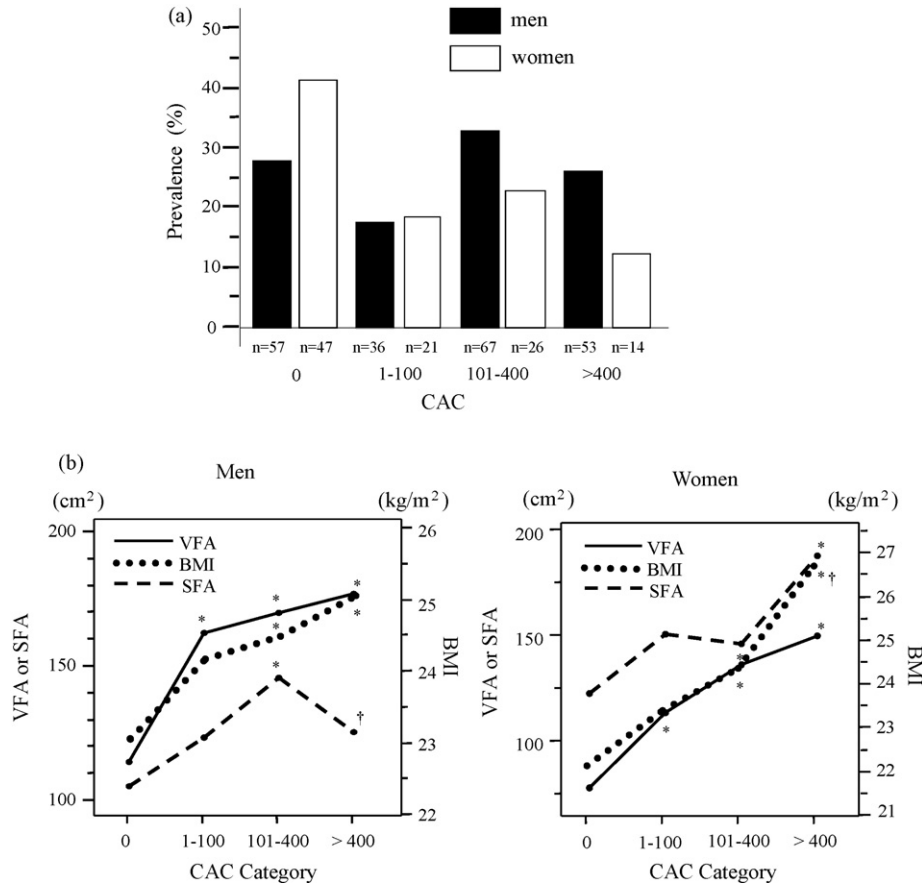 (a)
men
women
Prevalence (%)
50
40
30
20
10
0
n=57 n=47 n=36 n=21 n=67 n=26 n=53 n=14
0 1-100 101-400 >400
CAC
(b)
Men
(cm²) (kg/m²)
200
150
100
VFA or SFA
VFA
BMI
SFA
* * *
* *
*
†
26
25
24
23
22
BMI
0 1-100 101-400 > 400
CAC Category
Women
(cm²) (kg/m²)
200
175
150
100
VFA or SFA
VFA
BMI
SFA
*
* †
*
*
* *
27
26
25
24
23
22
21
BMI
0 1-100 101-400 > 400
CAC Category